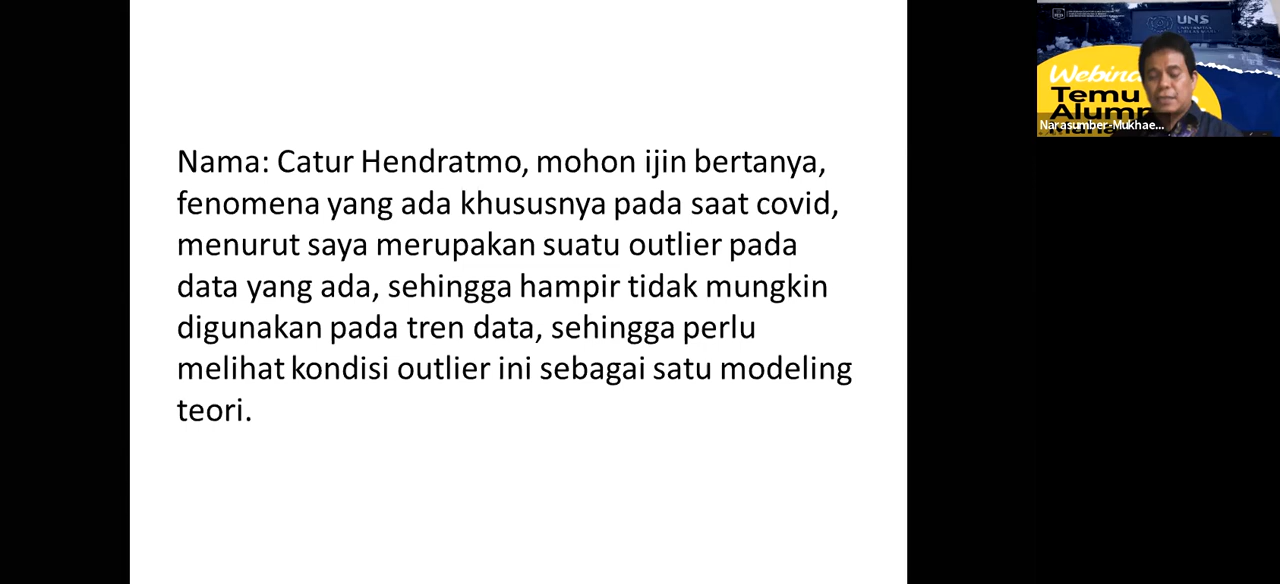 Nama: Catur Hendratmo, mohon ijin bertanya,
fenomena yang ada khususnya pada saat covid,
menurut saya merupakan suatu outlier pada
data yang ada, sehingga hampir tidak mungkin
digunakan pada tren data, sehingga perlu
melihat kondisi outlier ini sebagai satu modeling
teori.
UNS
Temu
Narasumber-Mukhae...